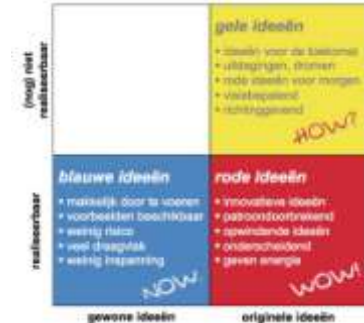 gele ideeën
• ideeën voor de toekomst
• uitdagingen, dromen
• rode ideeën voor morgen
• visiebepalend
• richtinggevend
HOW?
(nog) niet
realiseerbaar
blauwe ideeën
• makkelijk door te voeren
• voorbeelden beschikbaar
• weinig risico
• veel draagvlak
• weinig inspanning
NOW
rode ideeën
• innovatieve ideeën
• patroondoorbrekend
• opwindende ideeën
• onderscheidend
• geven energie
WOW!
realiseerbaar
gewone ideeën
originele ideeën